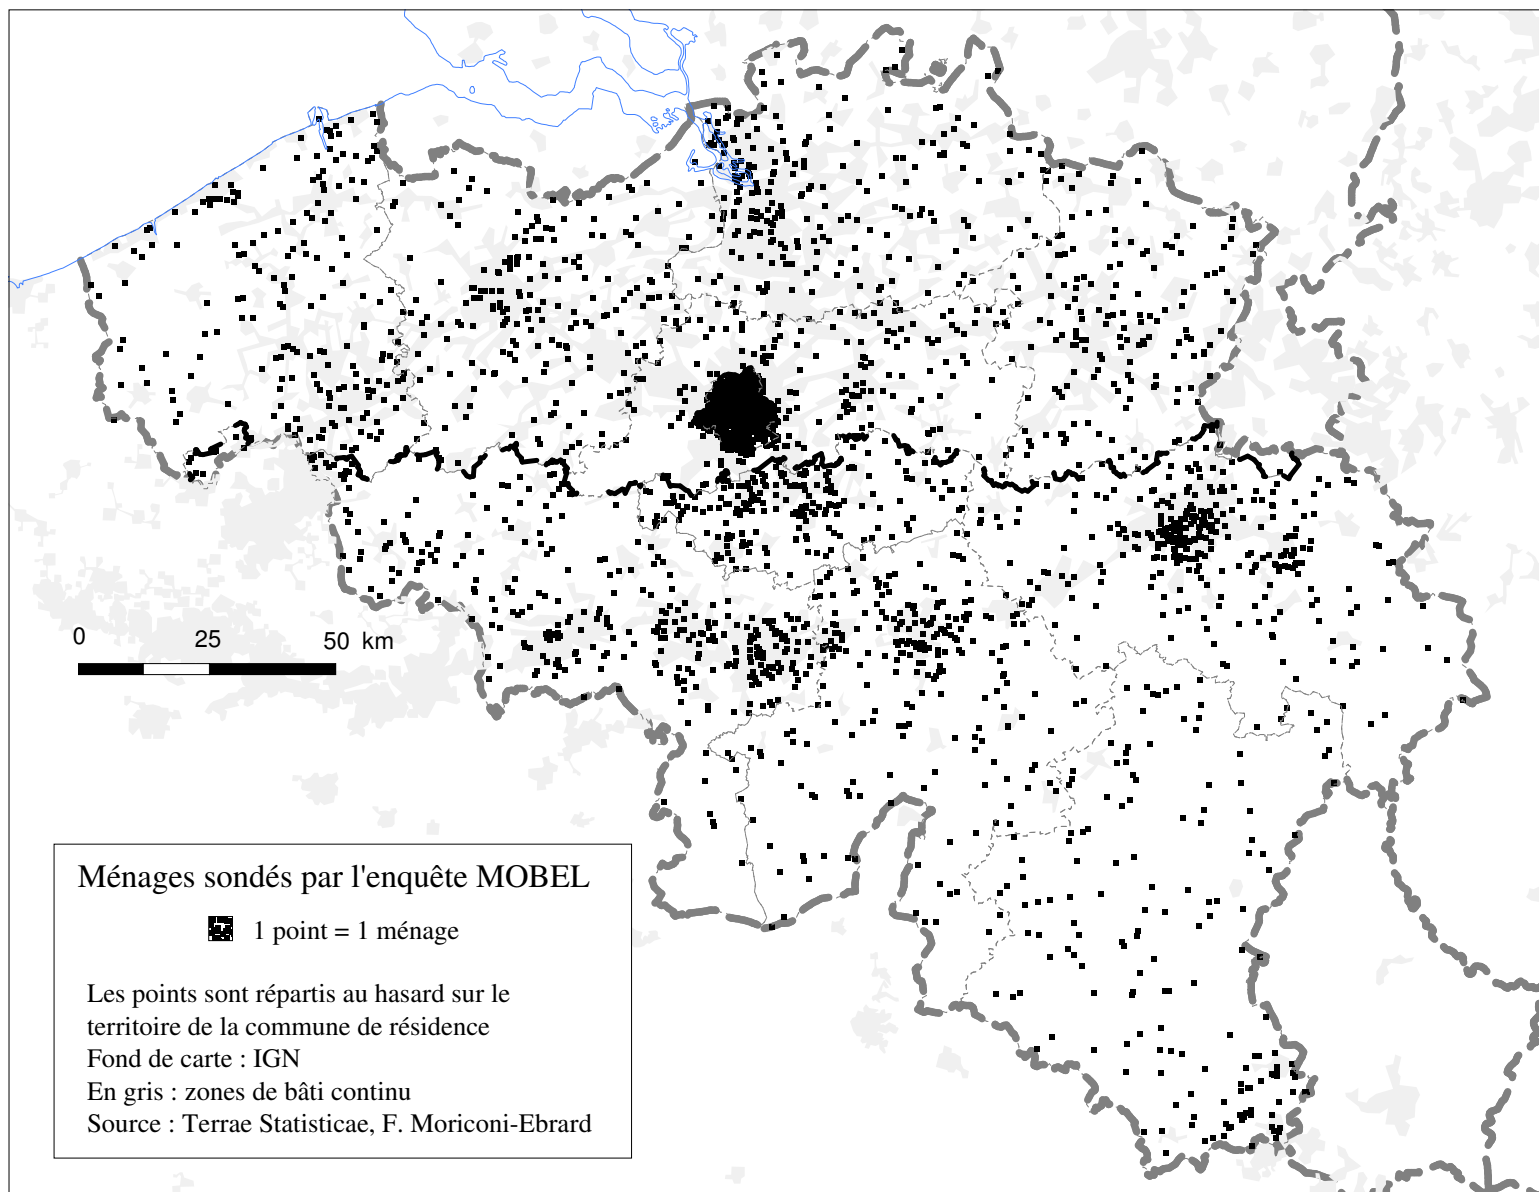 0 25 50 km
Ménages sondés par l'enquête MOBEL
1 point = 1 ménage
Les points sont répartis au hasard sur le
territoire de la commune de résidence
Fond de carte : IGN
En gris : zones de bâti continu
Source : Terrae Statisticae, F. Moriconi-Ebrard